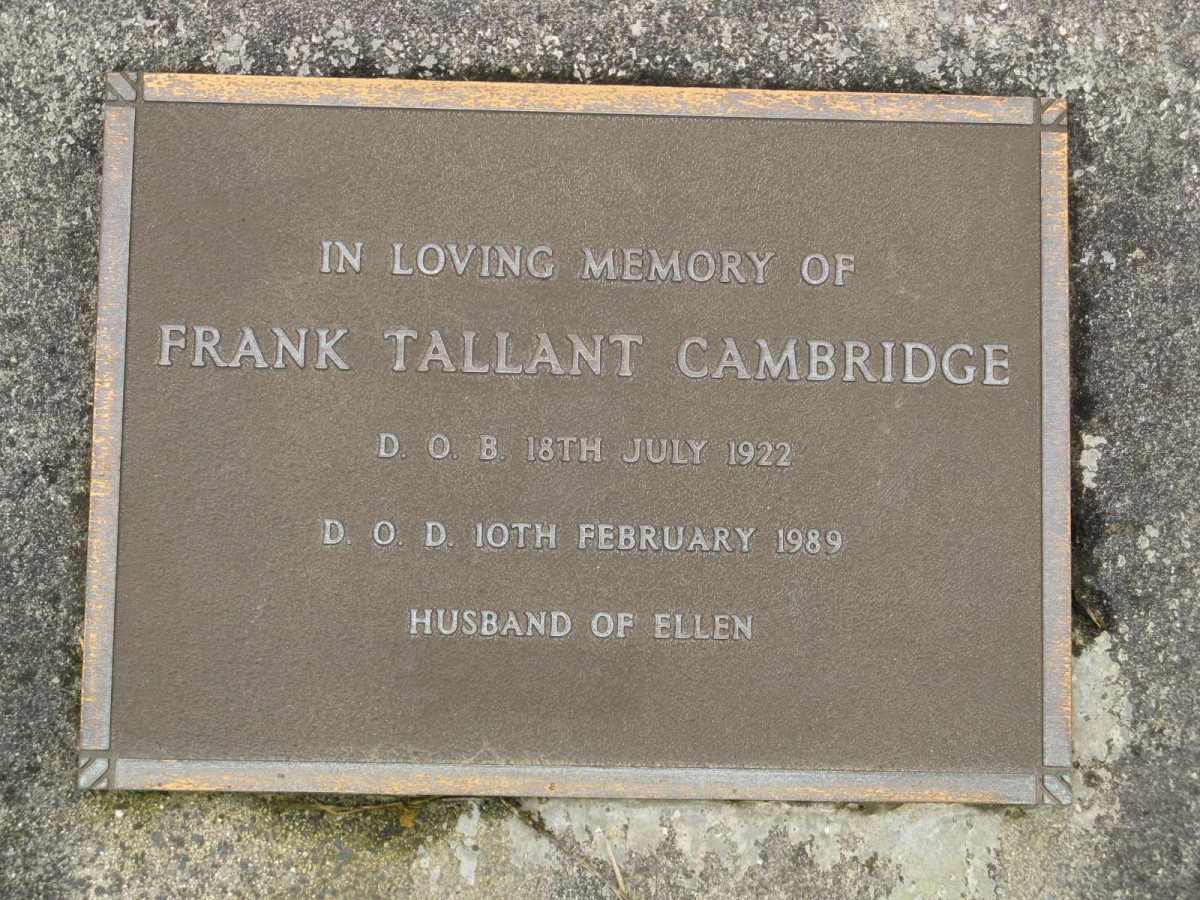 IN LOVING MEMORY OF
FRANK TALLANT CAMBRIDGE
D. O. B. 18TH JULY 1922
D. O. D. 10TH FEBRUARY 1989
HUSBAND OF ELLEN